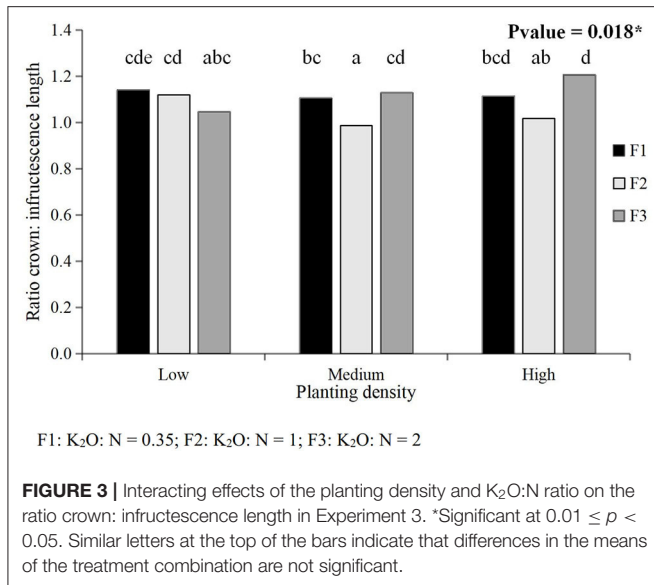 Pvalue = 0.018*
1.4
1.2
1.0
0.8
0.6
0.4
0.2
0.0
Ratio crown: infructescence length
cde cd abc bc a cd bcd ab d
F1
F2
F3
Low Medium High
Planting density
F1: K₂O: N = 0.35; F2: K₂O: N = 1; F3: K₂O: N = 2
FIGURE 3 | Interacting effects of the planting density and K₂O:N ratio on the
ratio crown: infructescence length in Experiment 3. *Significant at 0.01 ≤ p <
0.05. Similar letters at the top of the bars indicate that differences in the means
of the treatment combination are not significant.